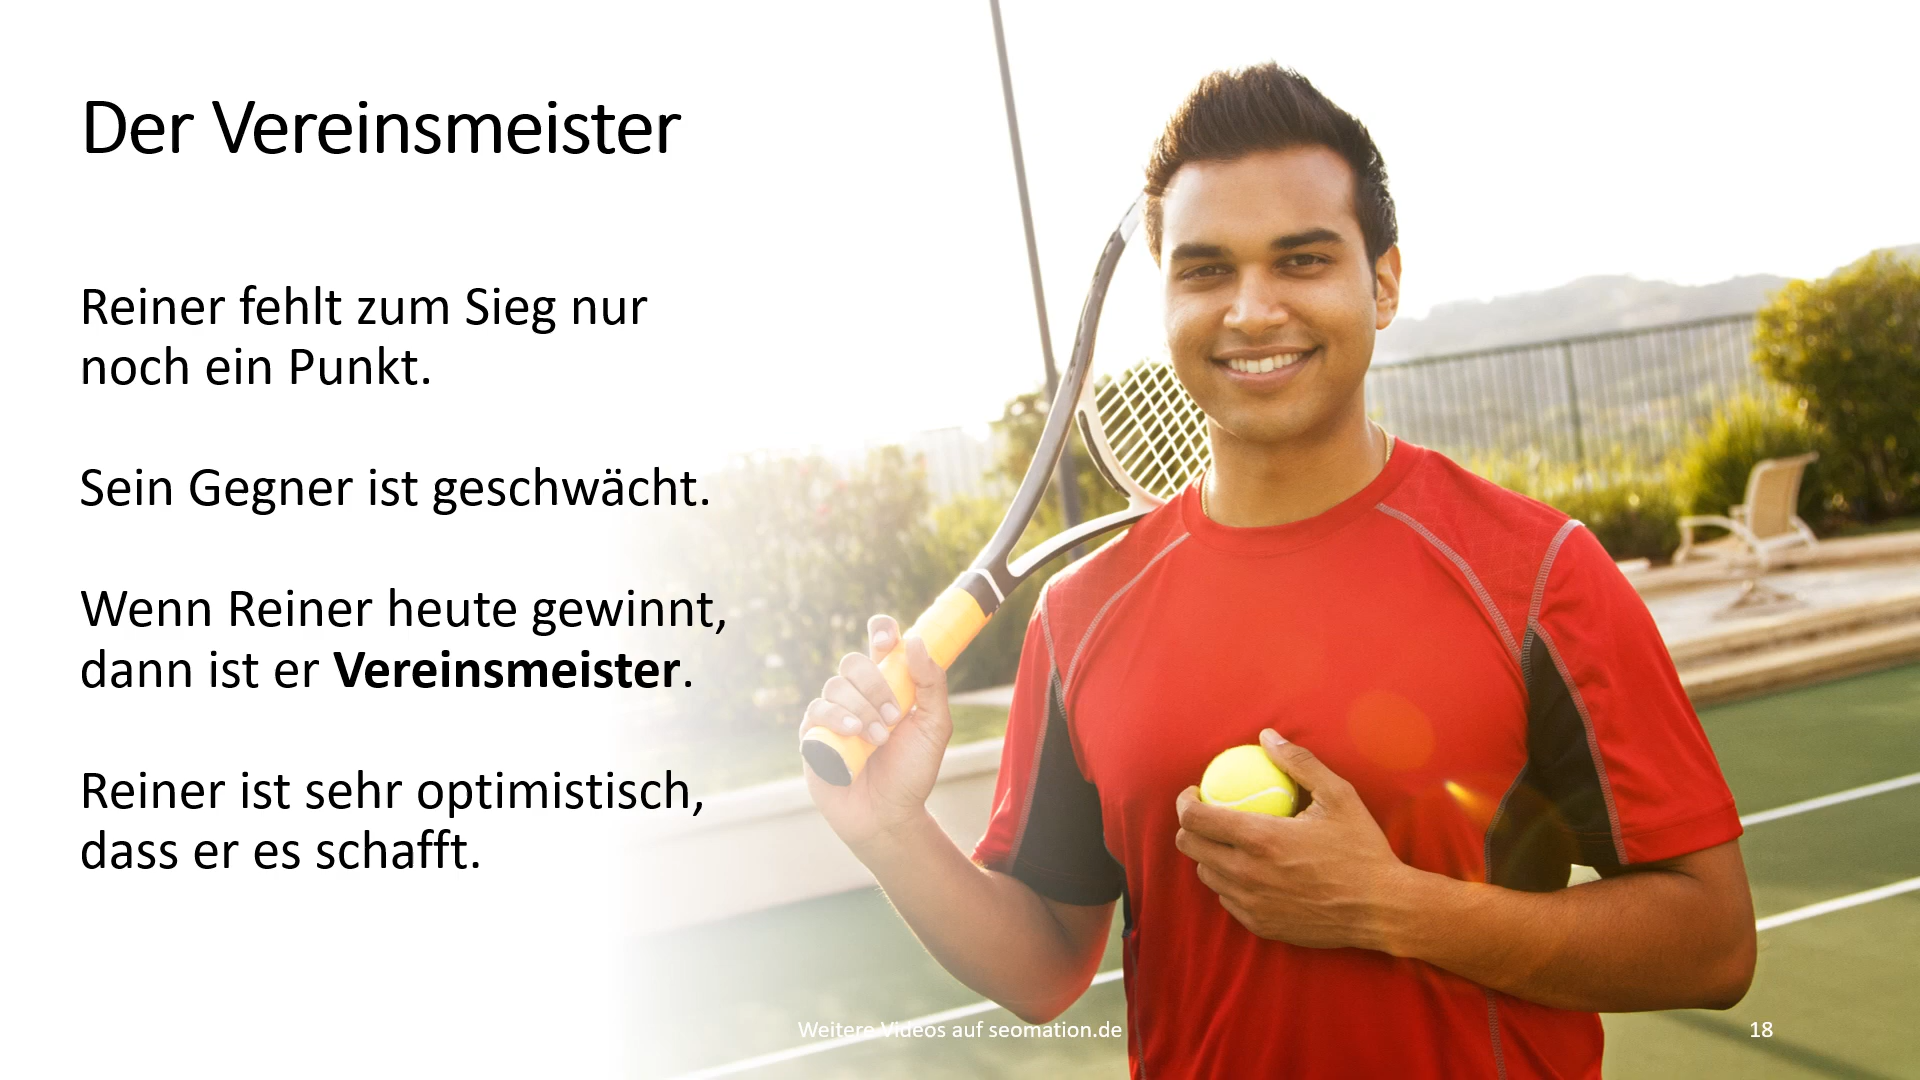 Der Vereinsmeister
Reiner fehlt zum Sieg nur
noch ein Punkt.
Sein Gegner ist geschwächt.
Wenn Reiner heute gewinnt,
dann ist er Vereinsmeister.
Reiner ist sehr optimistisch,
dass er es schafft.
Weitere Videos auf seomation.de
18